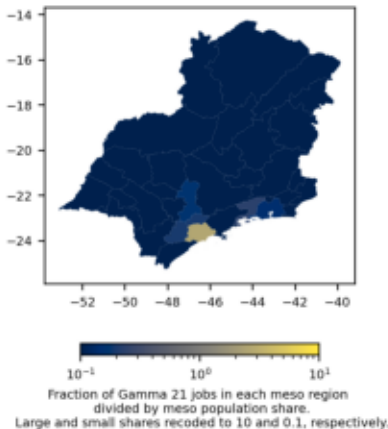 −14
−16
−18
−20
−22
−24
−52 −50 −48 −46 −44 −42 −40
10⁻¹ 10⁰ 10¹
Fraction of Gamma 21 jobs in each meso region
divided by meso population share.
Large and small shares recoded to 10 and 0.1, respectively.